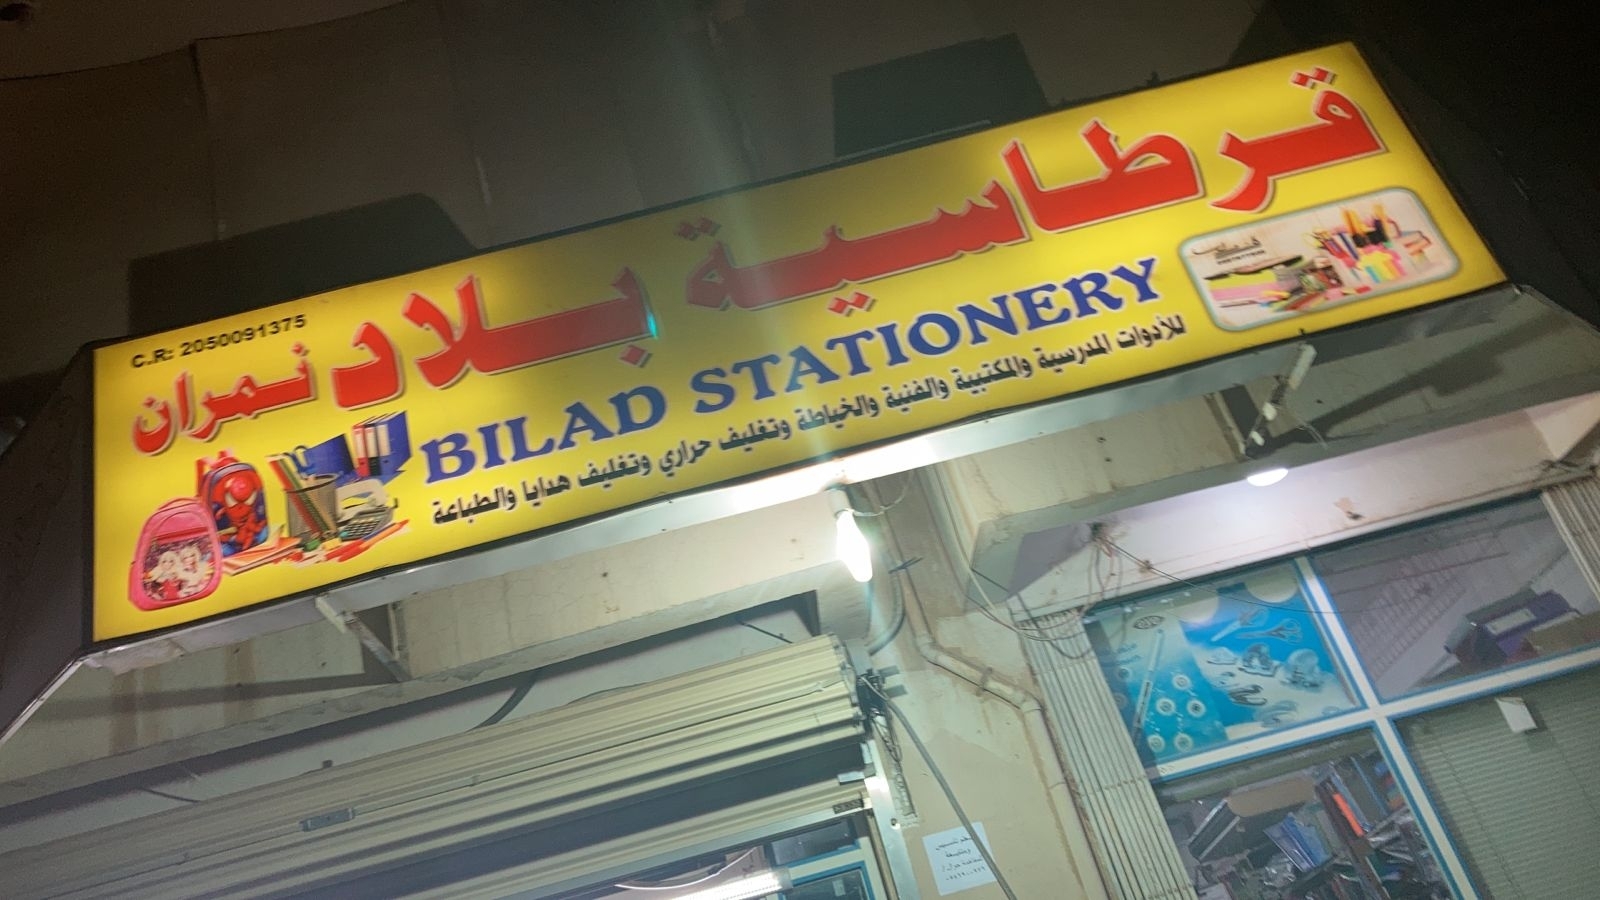 قرطاسية بلاد نمران
C.R: 2050091375
BILAD STATIONERY
للأدوات المدرسية والمكتبية والفنية والخياطة وتغليف حراري وتغليف هدايا والطباعة